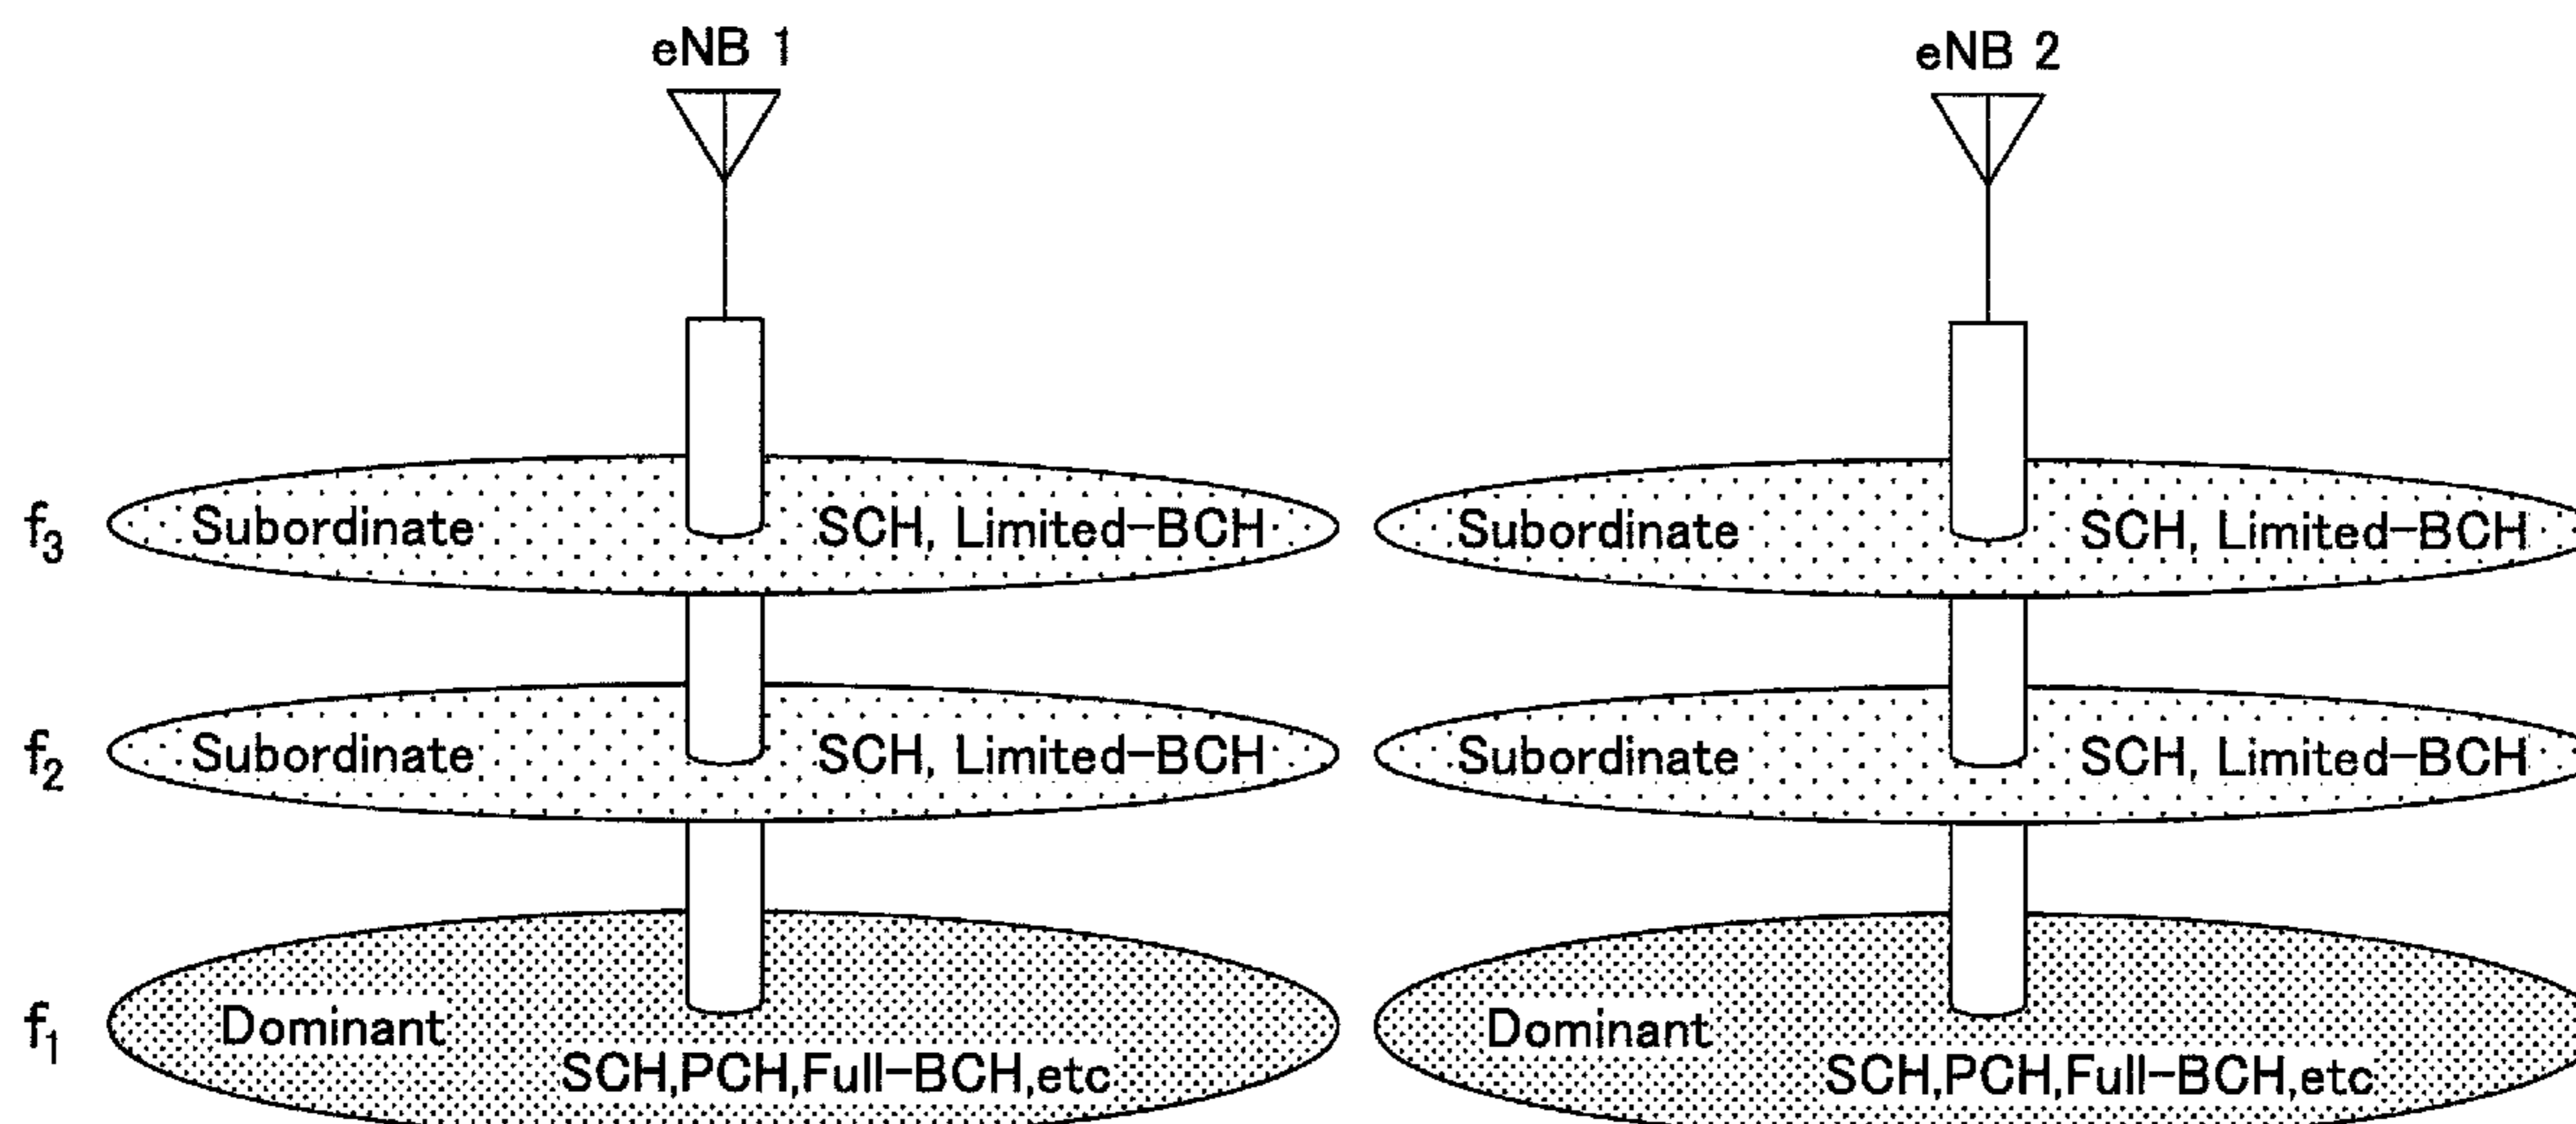 eNB 1 eNB 2
f3 Subordinate SCH, Limited-BCH Subordinate SCH, Limited-BCH
f2 Subordinate SCH, Limited-BCH Subordinate SCH, Limited-BCH
f1 Dominant Dominant
SCH,PCH,Full-BCH,etc SCH,PCH,Full-BCH,etc